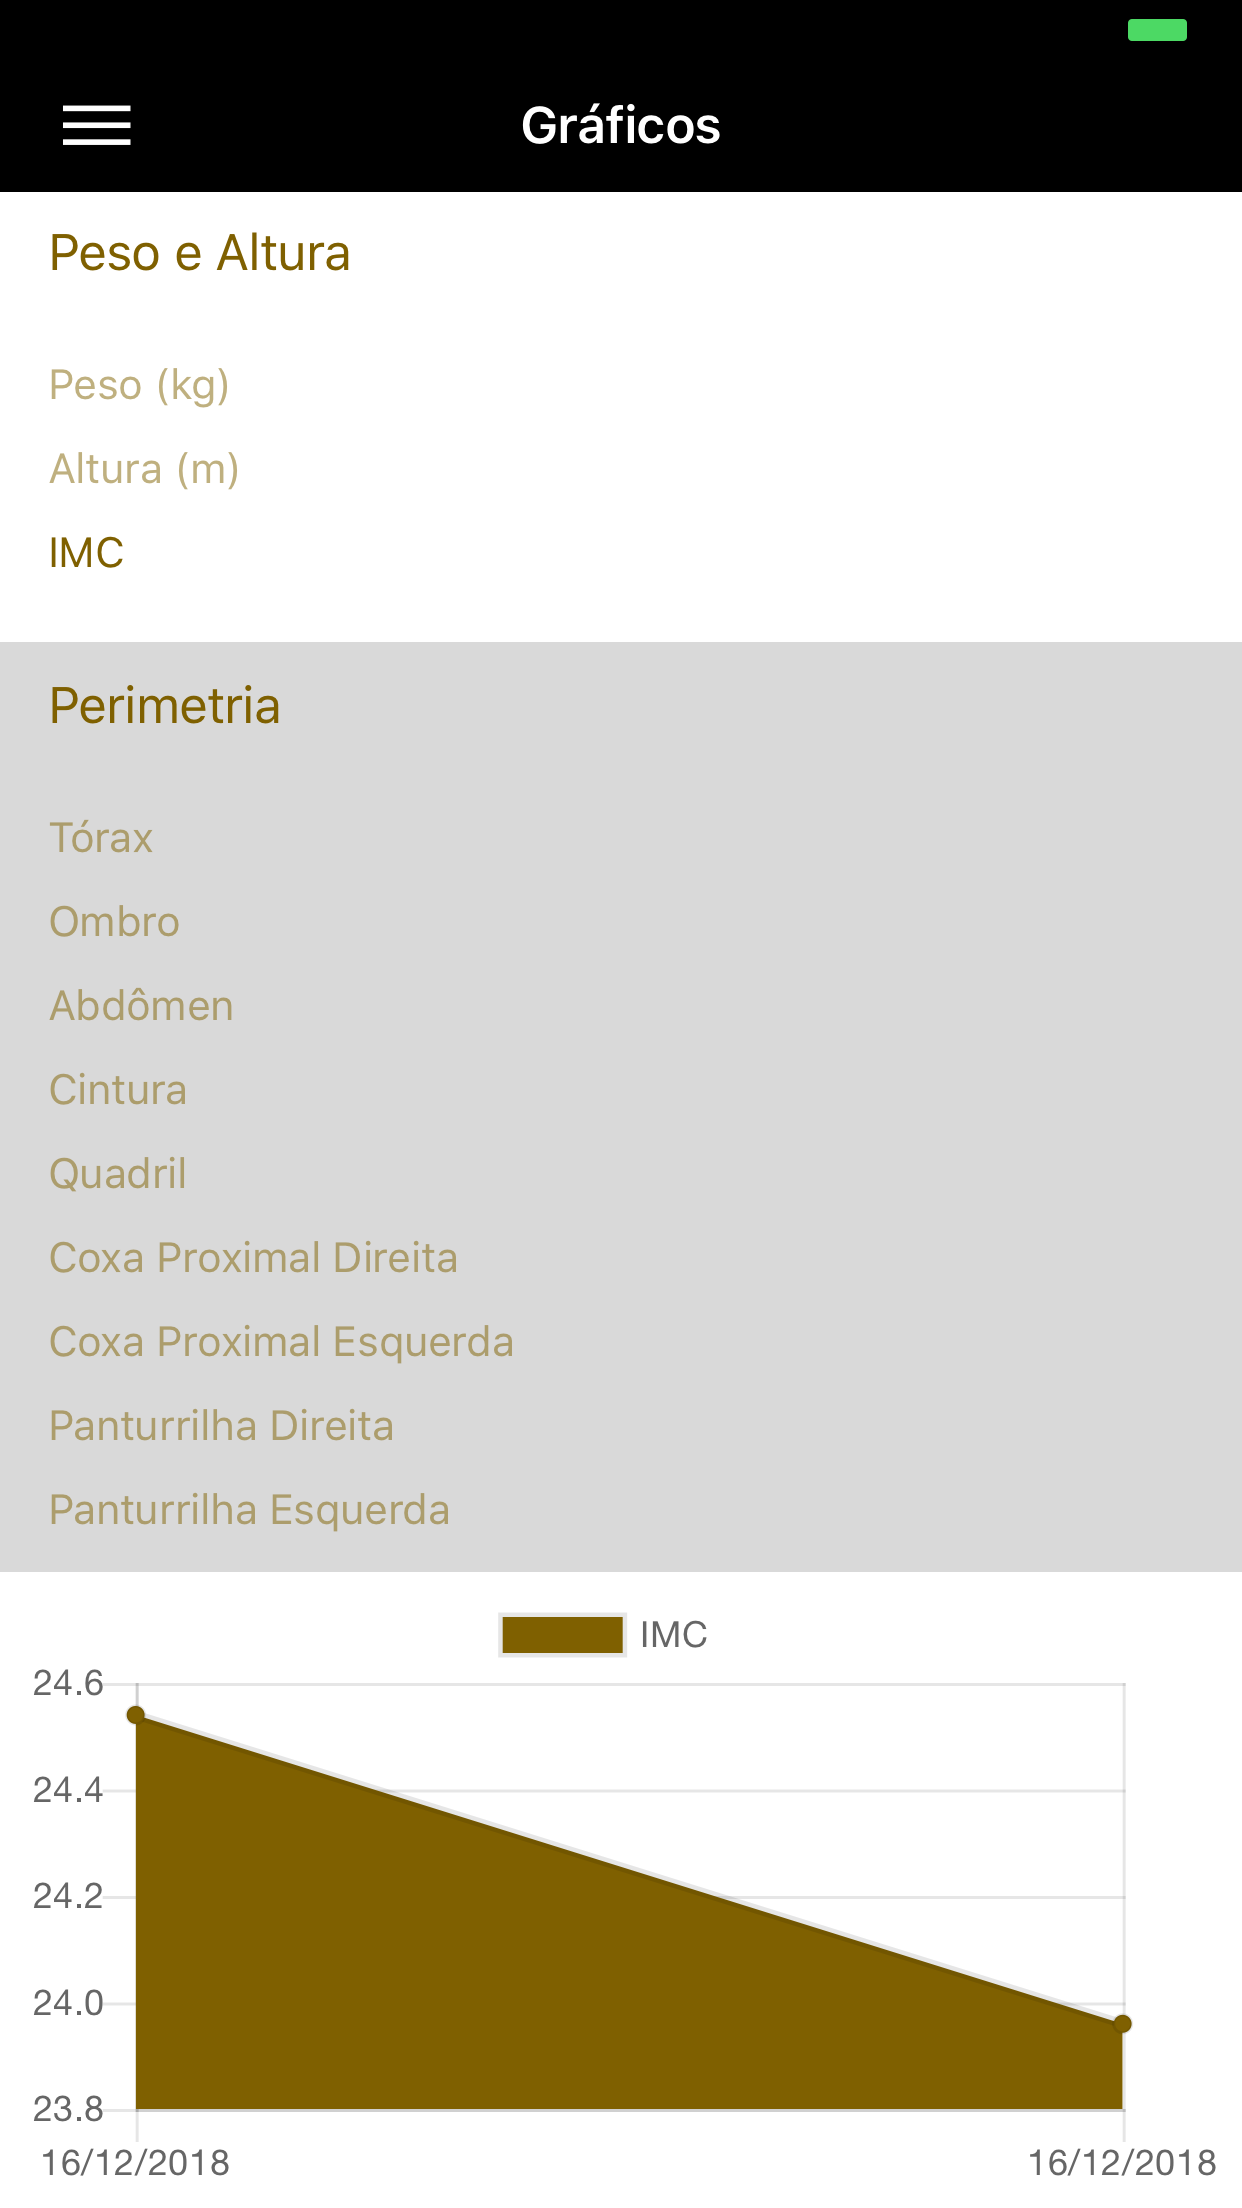 Gráficos
Peso e Altura
Peso (kg)
Altura (m)
IMC
Perimetria
Tórax
Ombro
Abdômen
Cintura
Quadril
Coxa Proximal Direita
Coxa Proximal Esquerda
Panturrilha Direita
Panturrilha Esquerda
IMC
24.6
24.4
24.2
24.0
23.8
16/12/2018 16/12/2018